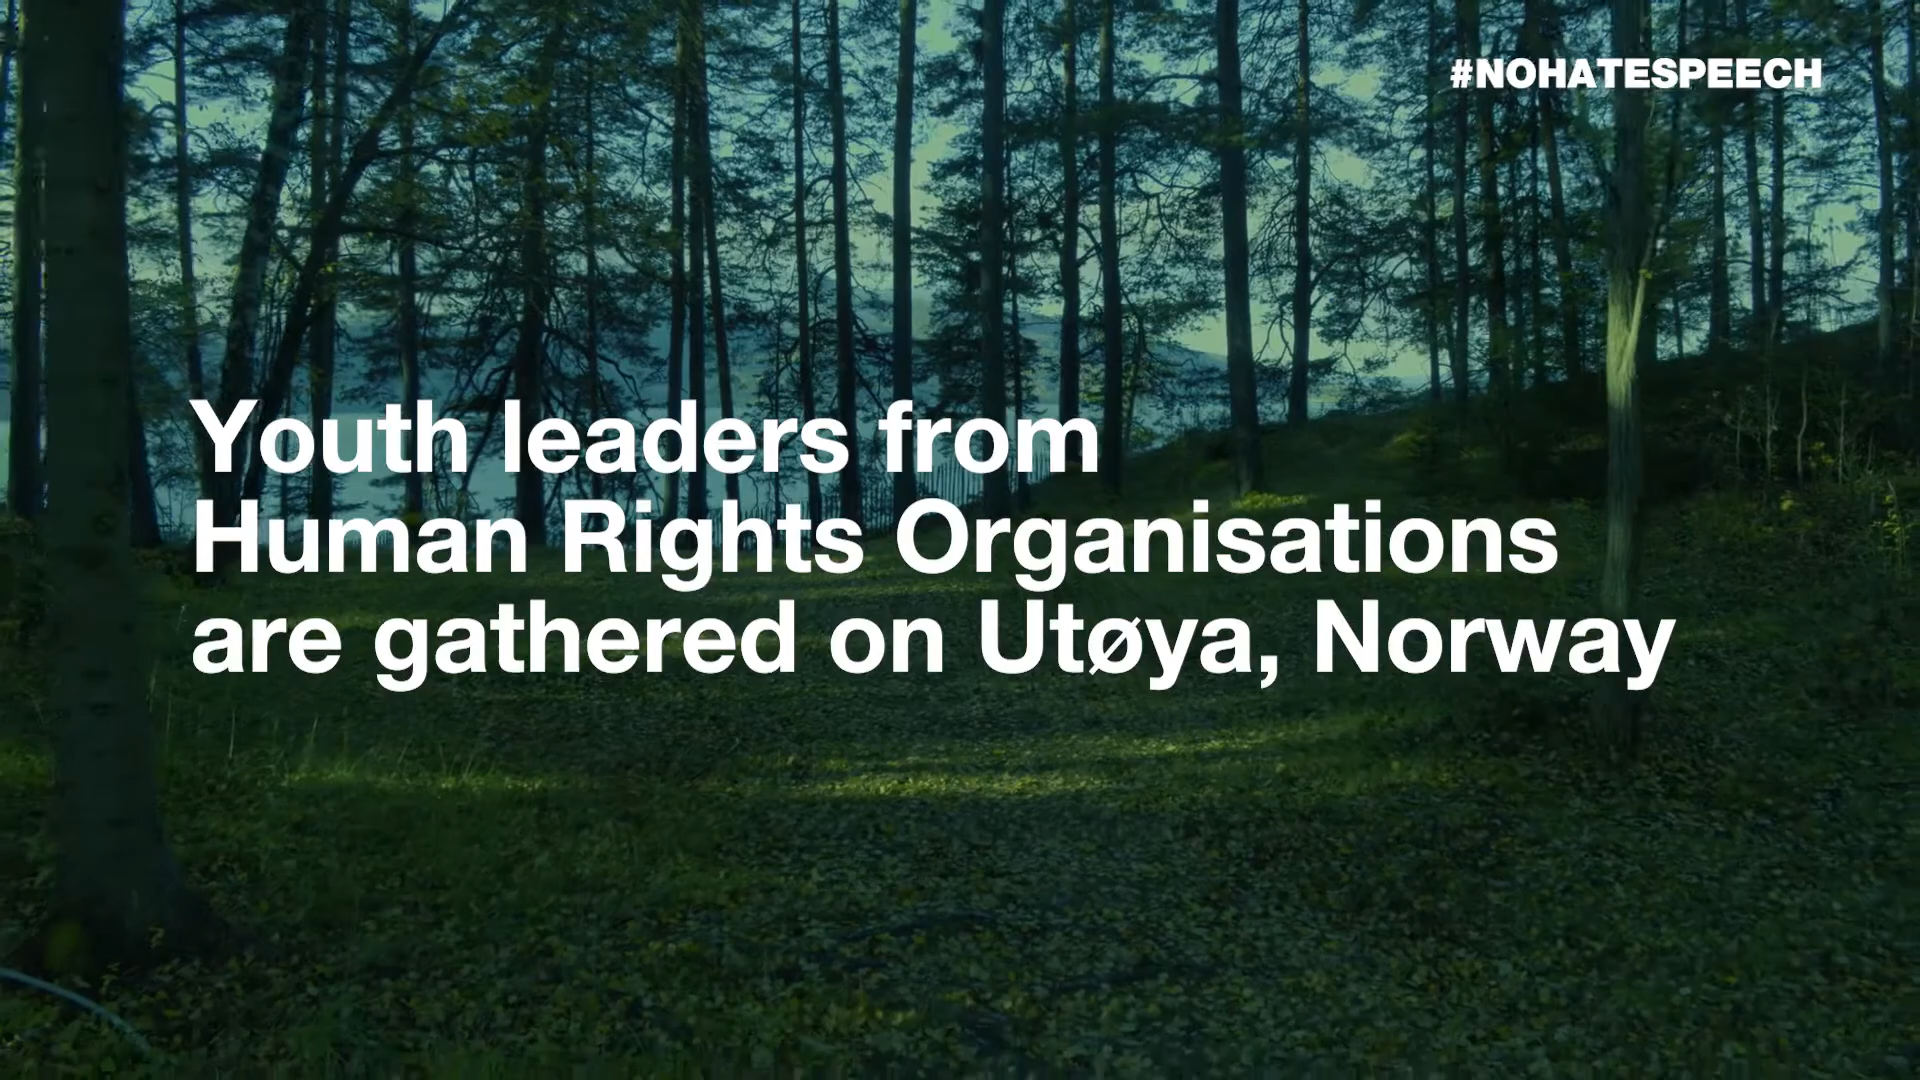 #NOHATESPEECH
Youth leaders from
Human Rights Organisations
are gathered on Utøya, Norway